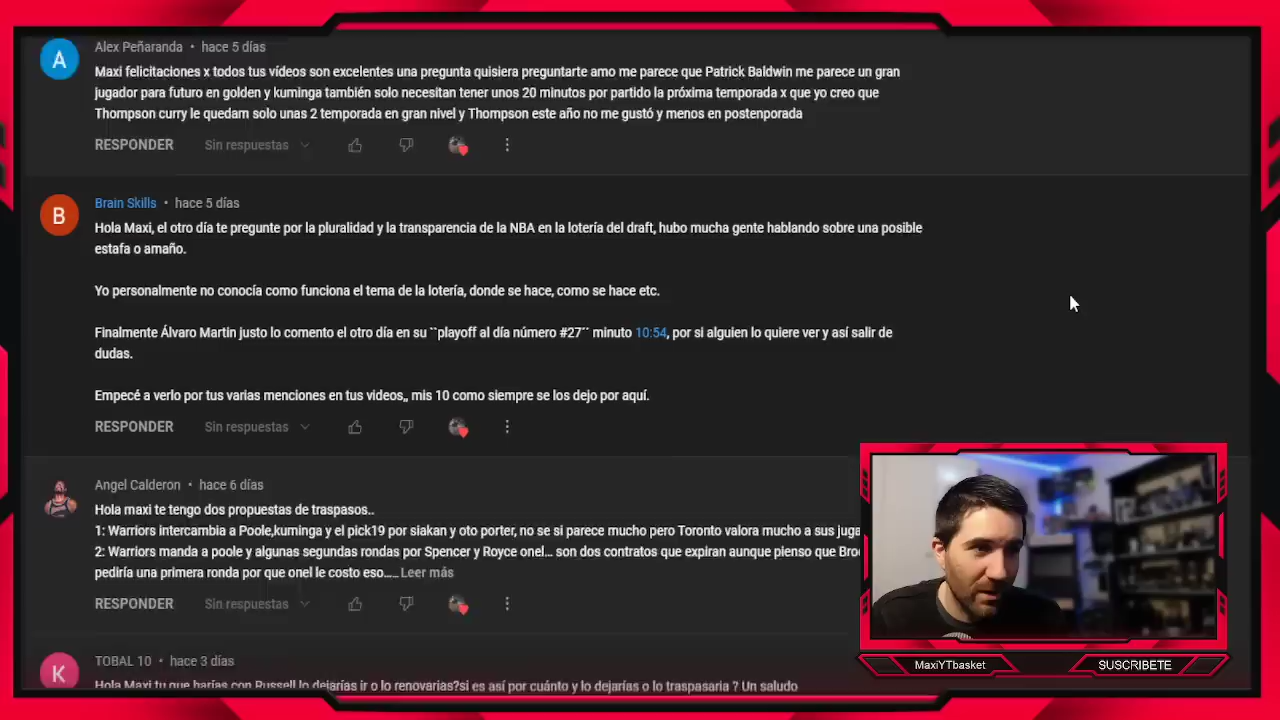 A
Alex Peñaranda • hace 5 días
Maxi felicitaciones x todos tus vídeos son excelentes una pregunta quisiera preguntarte amo me parece que Patrick Baldwin me parece un gran
jugador para futuro en golden y kuminga también solo necesitan tener unos 20 minutos por partido la próxima temporada x que yo creo que
Thompson curry le quedam solo unas 2 temporada en gran nivel y Thompson este año no me gustó y menos en postenporada
RESPONDER Sin respuestas
B
Brain Skills • hace 5 días
Hola Maxi, el otro día te pregunte por la pluralidad y la transparencia de la NBA en la lotería del draft, hubo mucha gente hablando sobre una posible
estafa o amaño.
Yo personalmente no conocía como funciona el tema de la lotería, donde se hace, como se hace etc.
Finalmente Álvaro Martin justo lo comento el otro día en su ``playoff al día número #27´´ minuto 10:54, por si alguien lo quiere ver y así salir de
dudas.
Empecé a verlo por tus varias menciones en tus videos,, mis 10 como siempre se los dejo por aquí.
RESPONDER Sin respuestas
Angel Calderon • hace 6 días
Hola maxi te tengo dos propuestas de traspasos..
1: Warriors intercambia a Poole,kuminga y el pick19 por siakan y oto porter, no se si parece mucho pero Toronto valora mucho a sus juga
2: Warriors manda a poole y algunas segundas rondas por Spencer y Royce onel... son dos contratos que expiran aunque pienso que Bro
pediría una primera ronda por que onel le costo eso..... Leer más
RESPONDER Sin respuestas
K
TOBAL 10 • hace 3 días
Hola Maxi tu que harías con Russell lo dejarías ir o lo renovarias?si es así por cuánto y lo dejarías o lo traspasaria ? Un saludo
MaxiYTbasket
SUSCRIBETE